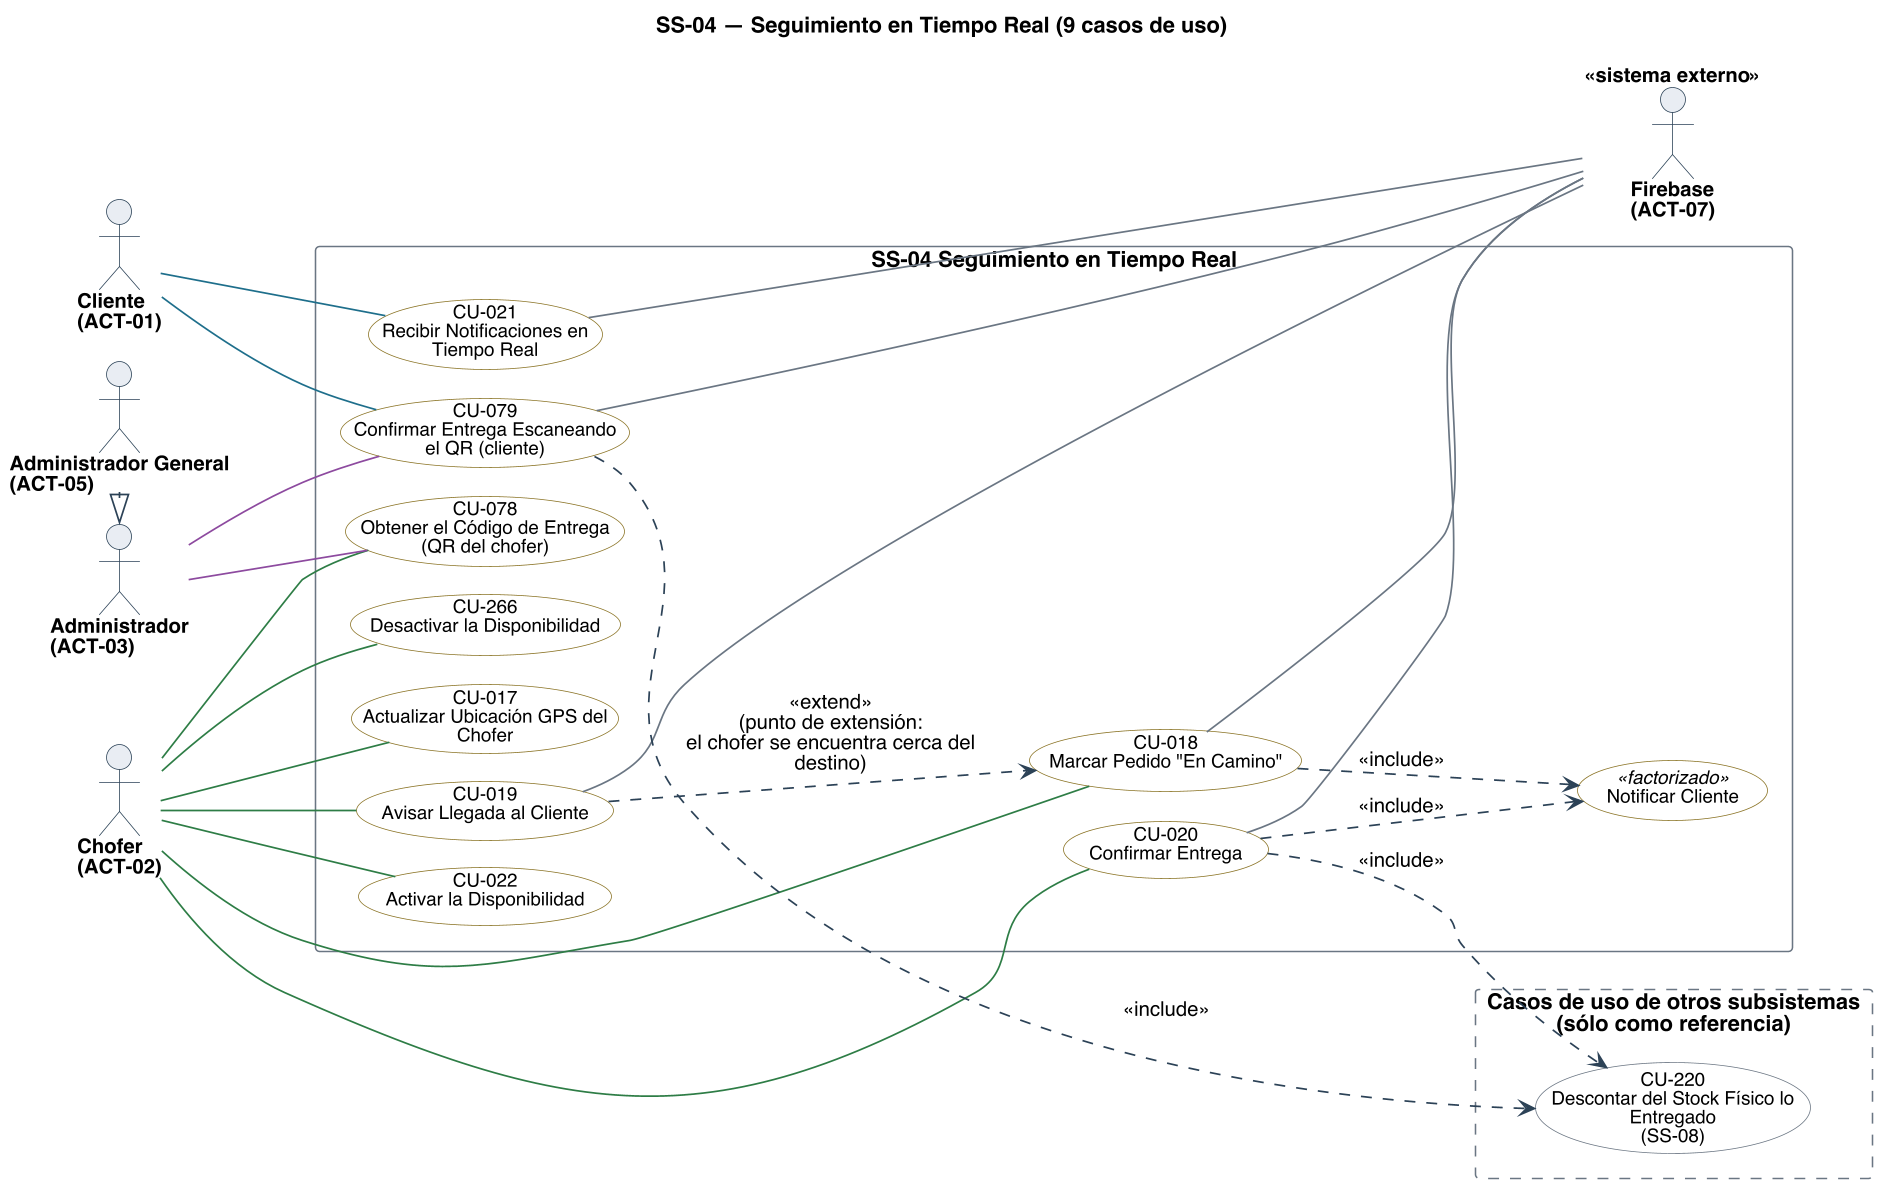 SS-04 — Seguimiento en Tiempo Real (9 casos de uso)
«sistema externo»
Firebase
(ACT-07)
Cliente
(ACT-01)
Administrador General
(ACT-05)
Administrador
(ACT-03)
Chofer
(ACT-02)
SS-04 Seguimiento en Tiempo Real
CU-021
Recibir Notificaciones en
Tiempo Real
CU-079
Confirmar Entrega Escaneando
el QR (cliente)
CU-078
Obtener el Código de Entrega
(QR del chofer)
CU-266
Desactivar la Disponibilidad
CU-017
Actualizar Ubicación GPS del
Chofer
CU-019
Avisar Llegada al Cliente
CU-022
Activar la Disponibilidad
«extend»
(punto de extensión:
el chofer se encuentra cerca del
destino)
CU-018
Marcar Pedido "En Camino"
CU-020
Confirmar Entrega
«include»
«include»
«include»
«factorizado»
Notificar Cliente
«include»
Casos de uso de otros subsistemas
(sólo como referencia)
CU-220
Descontar del Stock Físico lo
Entregado
(SS-08)